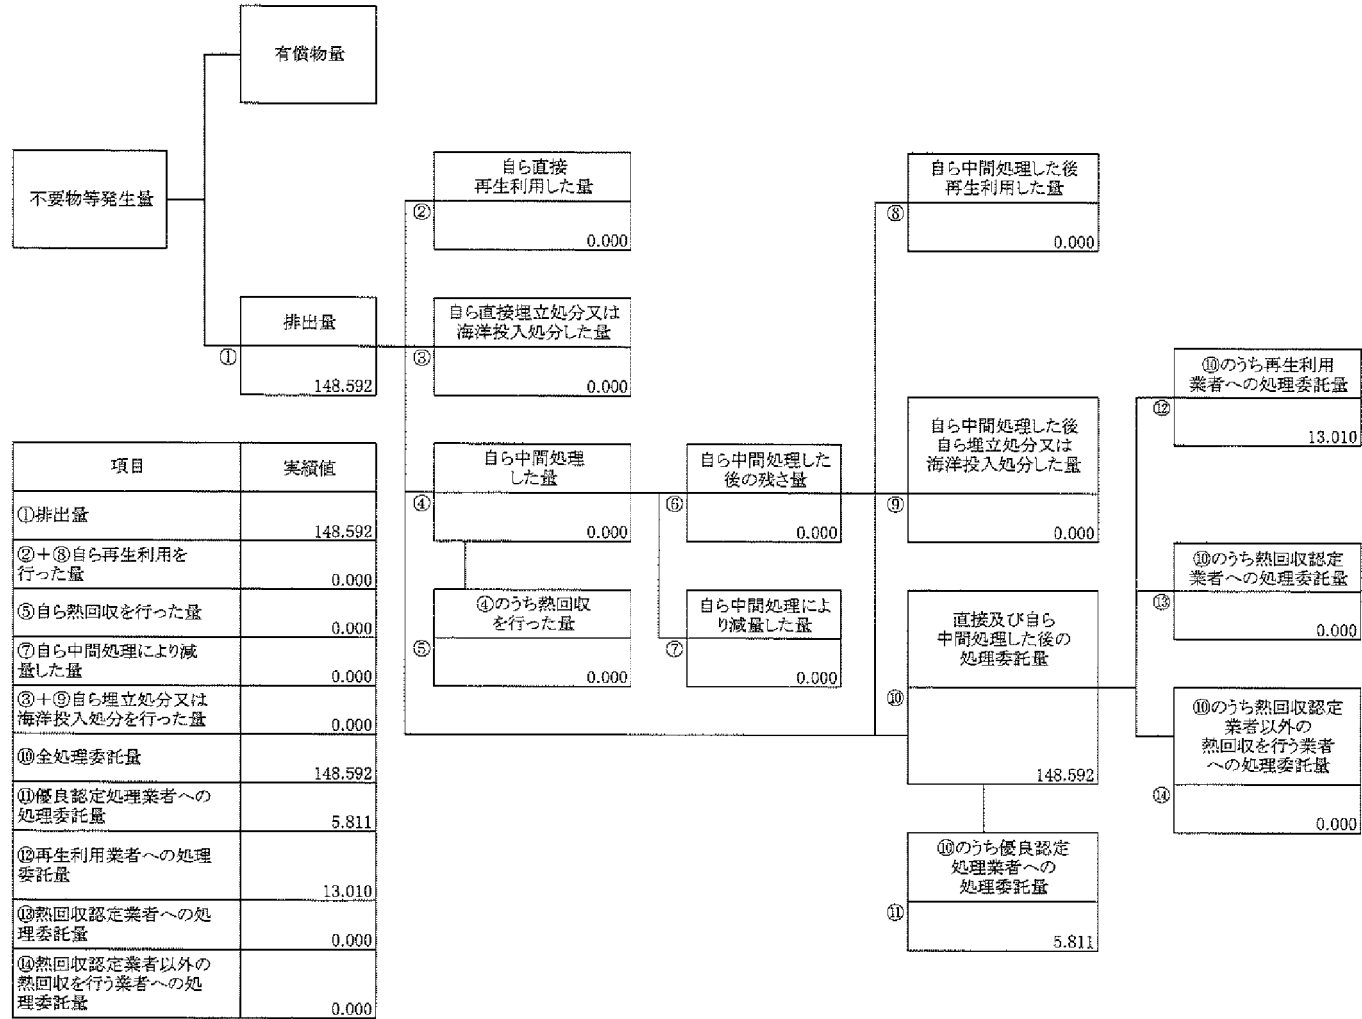 有償物量
不要物等発生量
排出量
①
148.592
自ら直接
再生利用した量
②
0.000
自ら直接埋立処分又は
海洋投入処分した量
③
0.000
自ら中間処理
した量
④
0.000
④のうち熱回収
を行った量
⑤
0.000
自ら中間処理した
後の残さ量
⑥
0.000
自ら中間処理によ
り減量した量
⑦
0.000
自ら中間処理した後
再生利用した量
⑧
0.000
自ら中間処理した後
自ら埋立処分又は
海洋投入処分した量
⑨
0.000
直接及び自ら
中間処理した後の
処理委託量
⑩
148.592
⑩のうち優良認定
処理業者への
処理委託量
⑪
5.811
⑩のうち再生利用
業者への処理委託量
⑫
13.010
⑩のうち熱回収認定
業者への処理委託量
⑬
0.000
⑩のうち熱回収認定
業者以外の
熱回収を行う業者
への処理委託量
⑭
0.000
項目 実績値
①排出量
148.592
②＋⑧自ら再生利用を
行った量 0.000
⑤自ら熱回収を行った量
0.000
⑦自ら中間処理により減
量した量 0.000
③＋⑨自ら埋立処分又は
海洋投入処分を行った量 0.000
⑩全処理委託量
148.592
⑪優良認定処理業者への
処理委託量 5.811
⑫再生利用業者への処理
委託量
13.010
⑬熱回収認定業者への処
理委託量 0.000
⑭熱回収認定業者以外の
熱回収を行う業者への処
理委託量 0.000